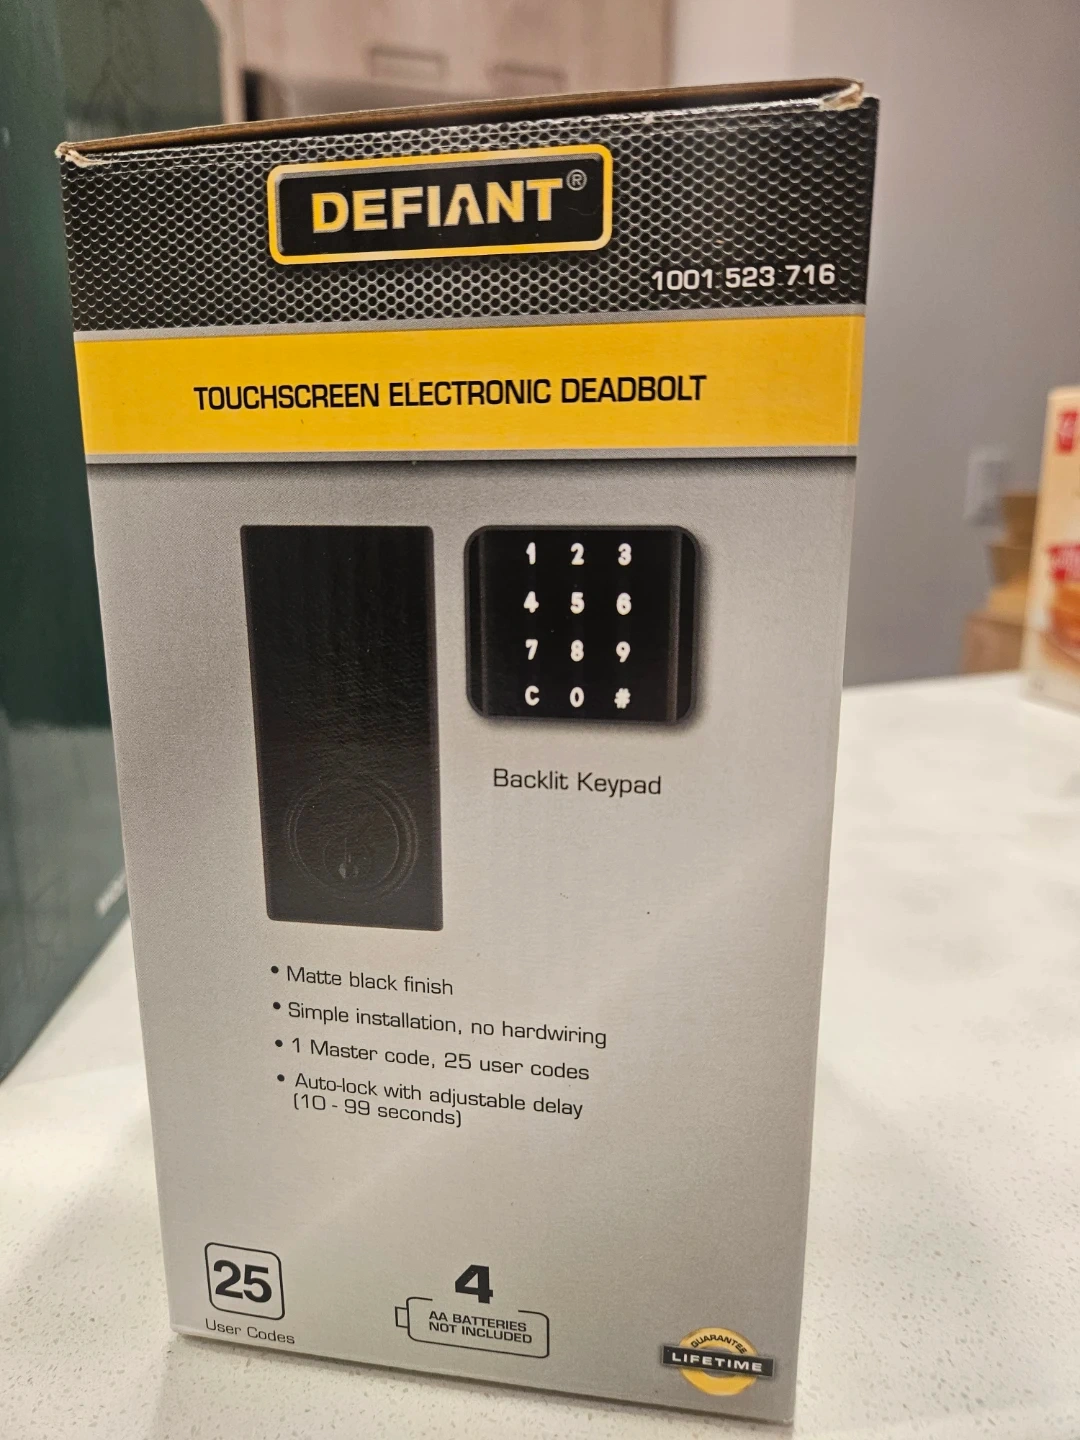 DEFIANT®
1001 523 716
TOUCHSCREEN ELECTRONIC DEADBOLT
1 2 3
4 5 6
7 8 9
C 0 #
Backlit Keypad
• Matte black finish
• Simple installation, no hardwiring
• 1 Master code, 25 user codes
• Auto-lock with adjustable delay
(10 - 99 seconds)
25
User Codes
4
AA BATTERIES
NOT INCLUDED
GUARANTEE
LIFETIME